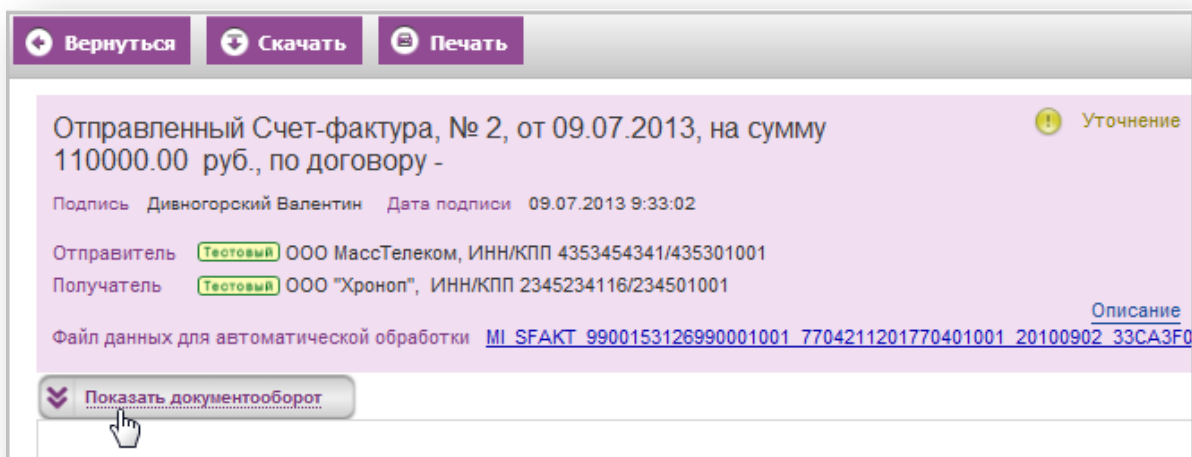 Вернуться Скачать Печать
Отправленный Счет-фактура, № 2, от 09.07.2013, на сумму
Уточнение
110000.00 руб., по договору -
Подпись Дивногорский Валентин Дата подписи 09.07.2013 9:33:02
Отправитель Тестовый ООО МассТелеком, ИНН/КПП 4353454341/435301001
Получатель Тестовый ООО "Хроноп", ИНН/КПП 2345234116/234501001
Описание
Файл данных для автоматической обработки MI_SFAKT_9900153126990001001_7704211201770401001_20100902_33CA3F0
Показать документооборот